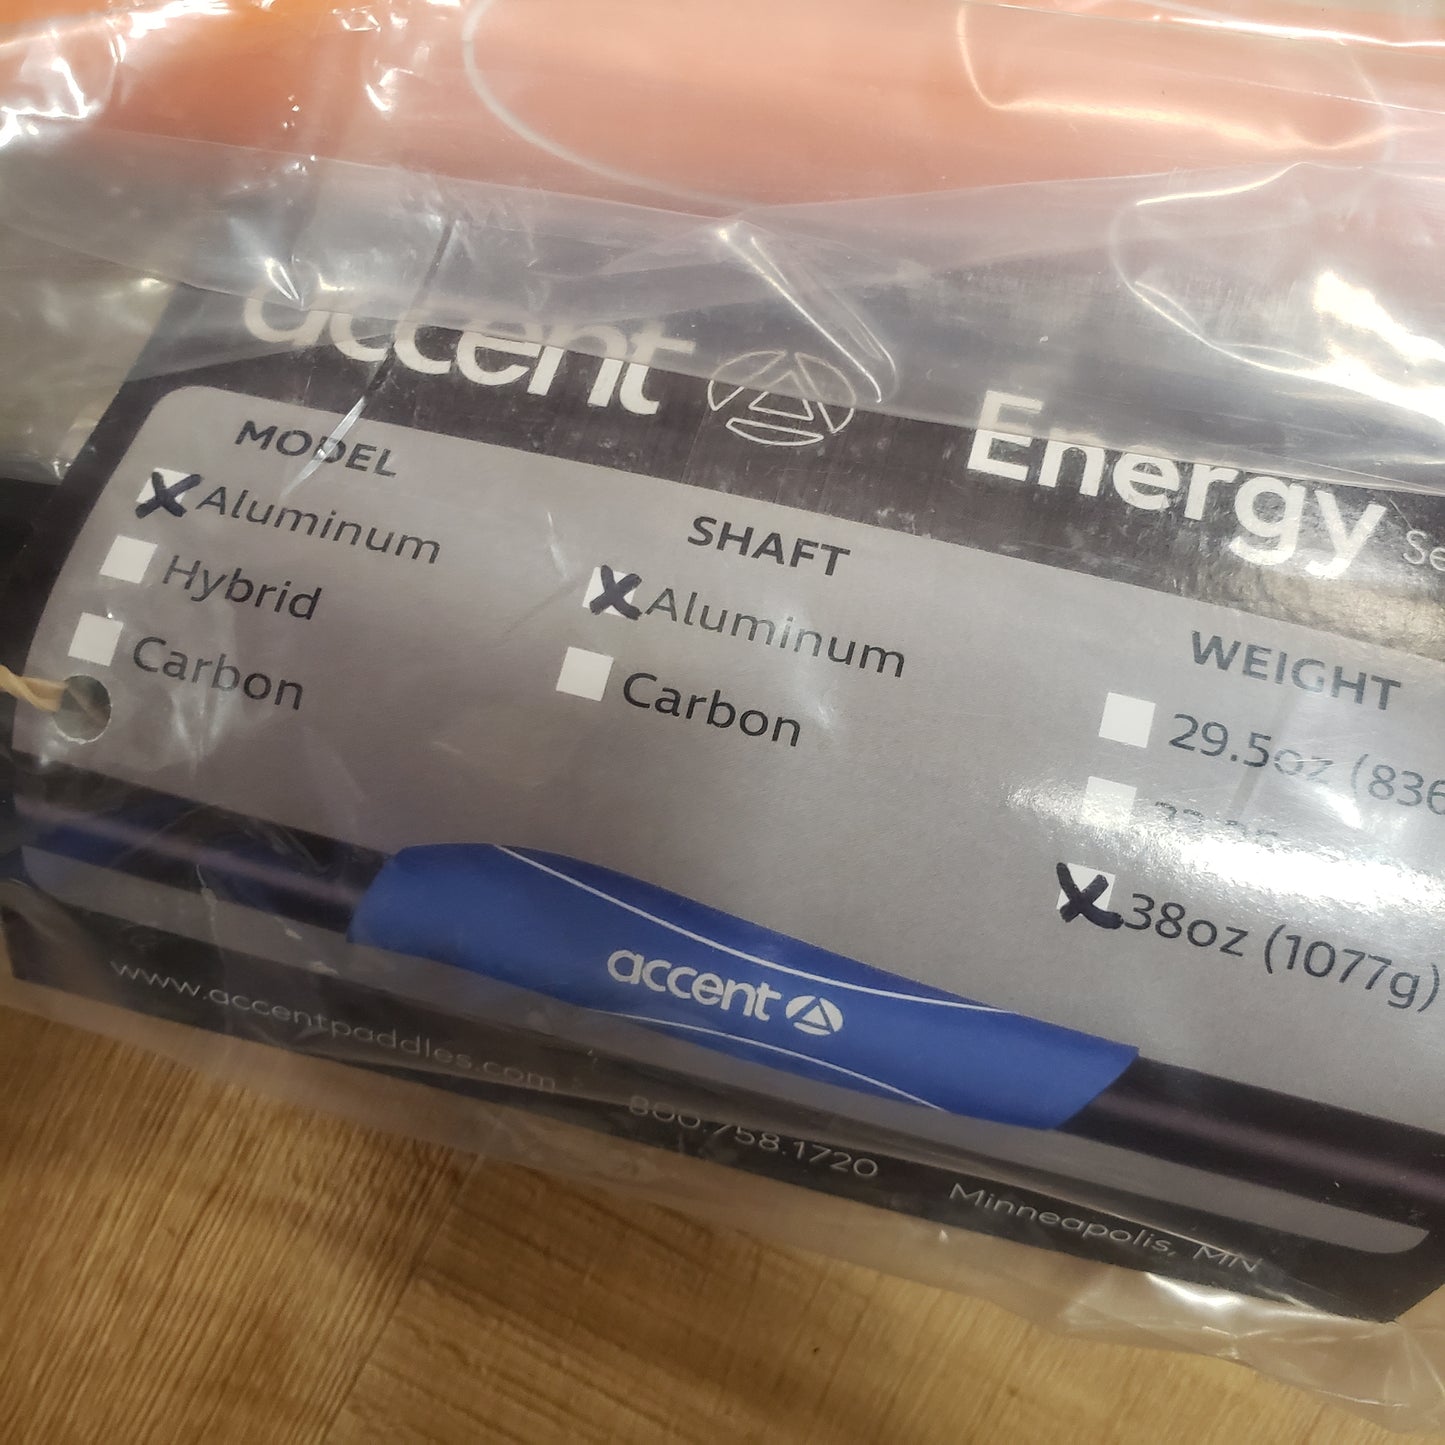 accent Energy
MODEL
Aluminum
Hybrid
Carbon
SHAFT
Aluminum
Carbon
WEIGHT
29.5oz (836
38oz (1077g)
accent
www.accentpaddles.com 800.758.1720 Minneapolis, MN